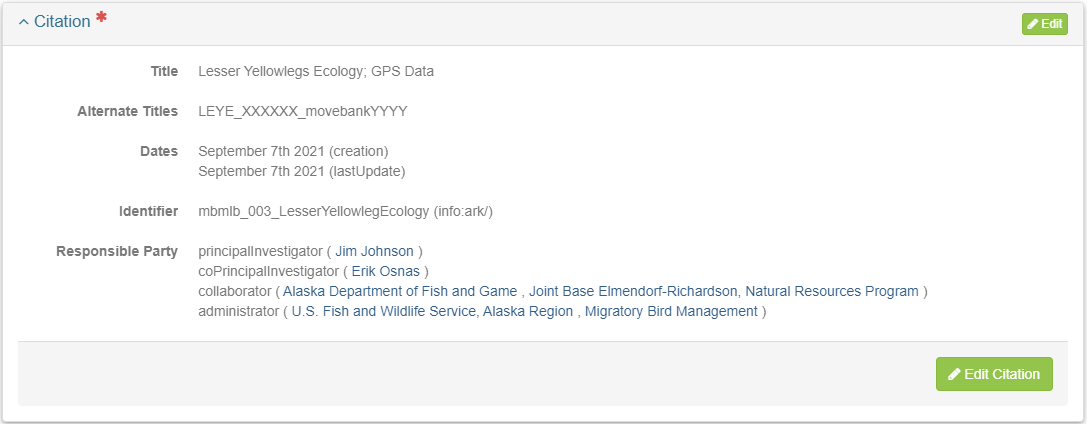 Citation *
Edit
Title Lesser Yellowlegs Ecology; GPS Data
Alternate Titles LEYE_XXXXXX_movebankYYYY
Dates September 7th 2021 (creation)
September 7th 2021 (lastUpdate)
Identifier mbmlb_003_LesserYellowlegEcology (info:ark/)
Responsible Party principalInvestigator ( Jim Johnson )
coPrincipalInvestigator ( Erik Osnas )
collaborator ( Alaska Department of Fish and Game , Joint Base Elmendorf-Richardson, Natural Resources Program )
administrator ( U.S. Fish and Wildlife Service, Alaska Region , Migratory Bird Management )
Edit Citation